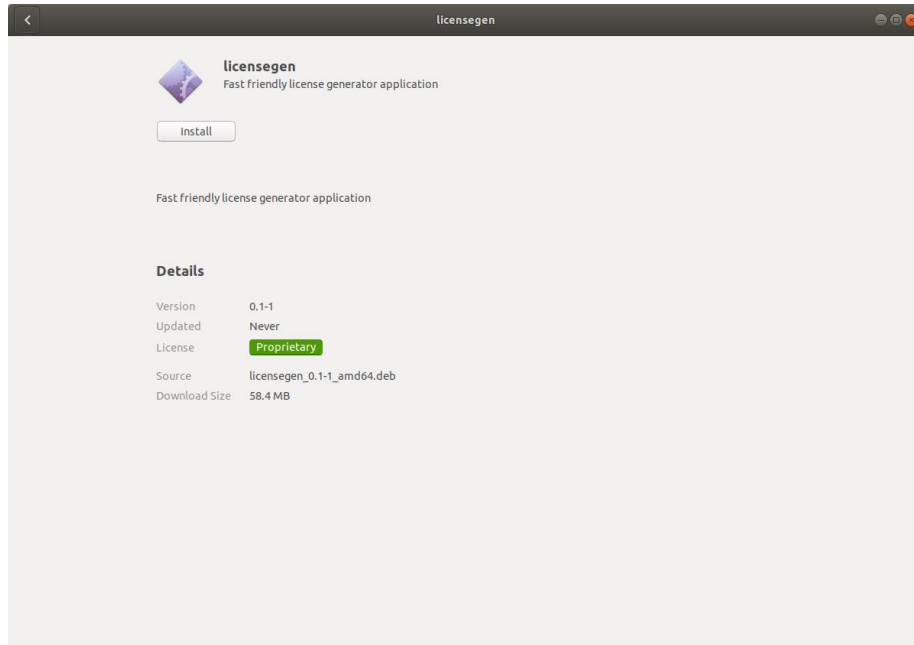 licensegen
licensegen
Fast friendly license generator application
Install
Fast friendly license generator application
Details
Version 0.1-1
Updated Never
License Proprietary
Source licensegen_0.1-1_amd64.deb
Download Size 58.4 MB